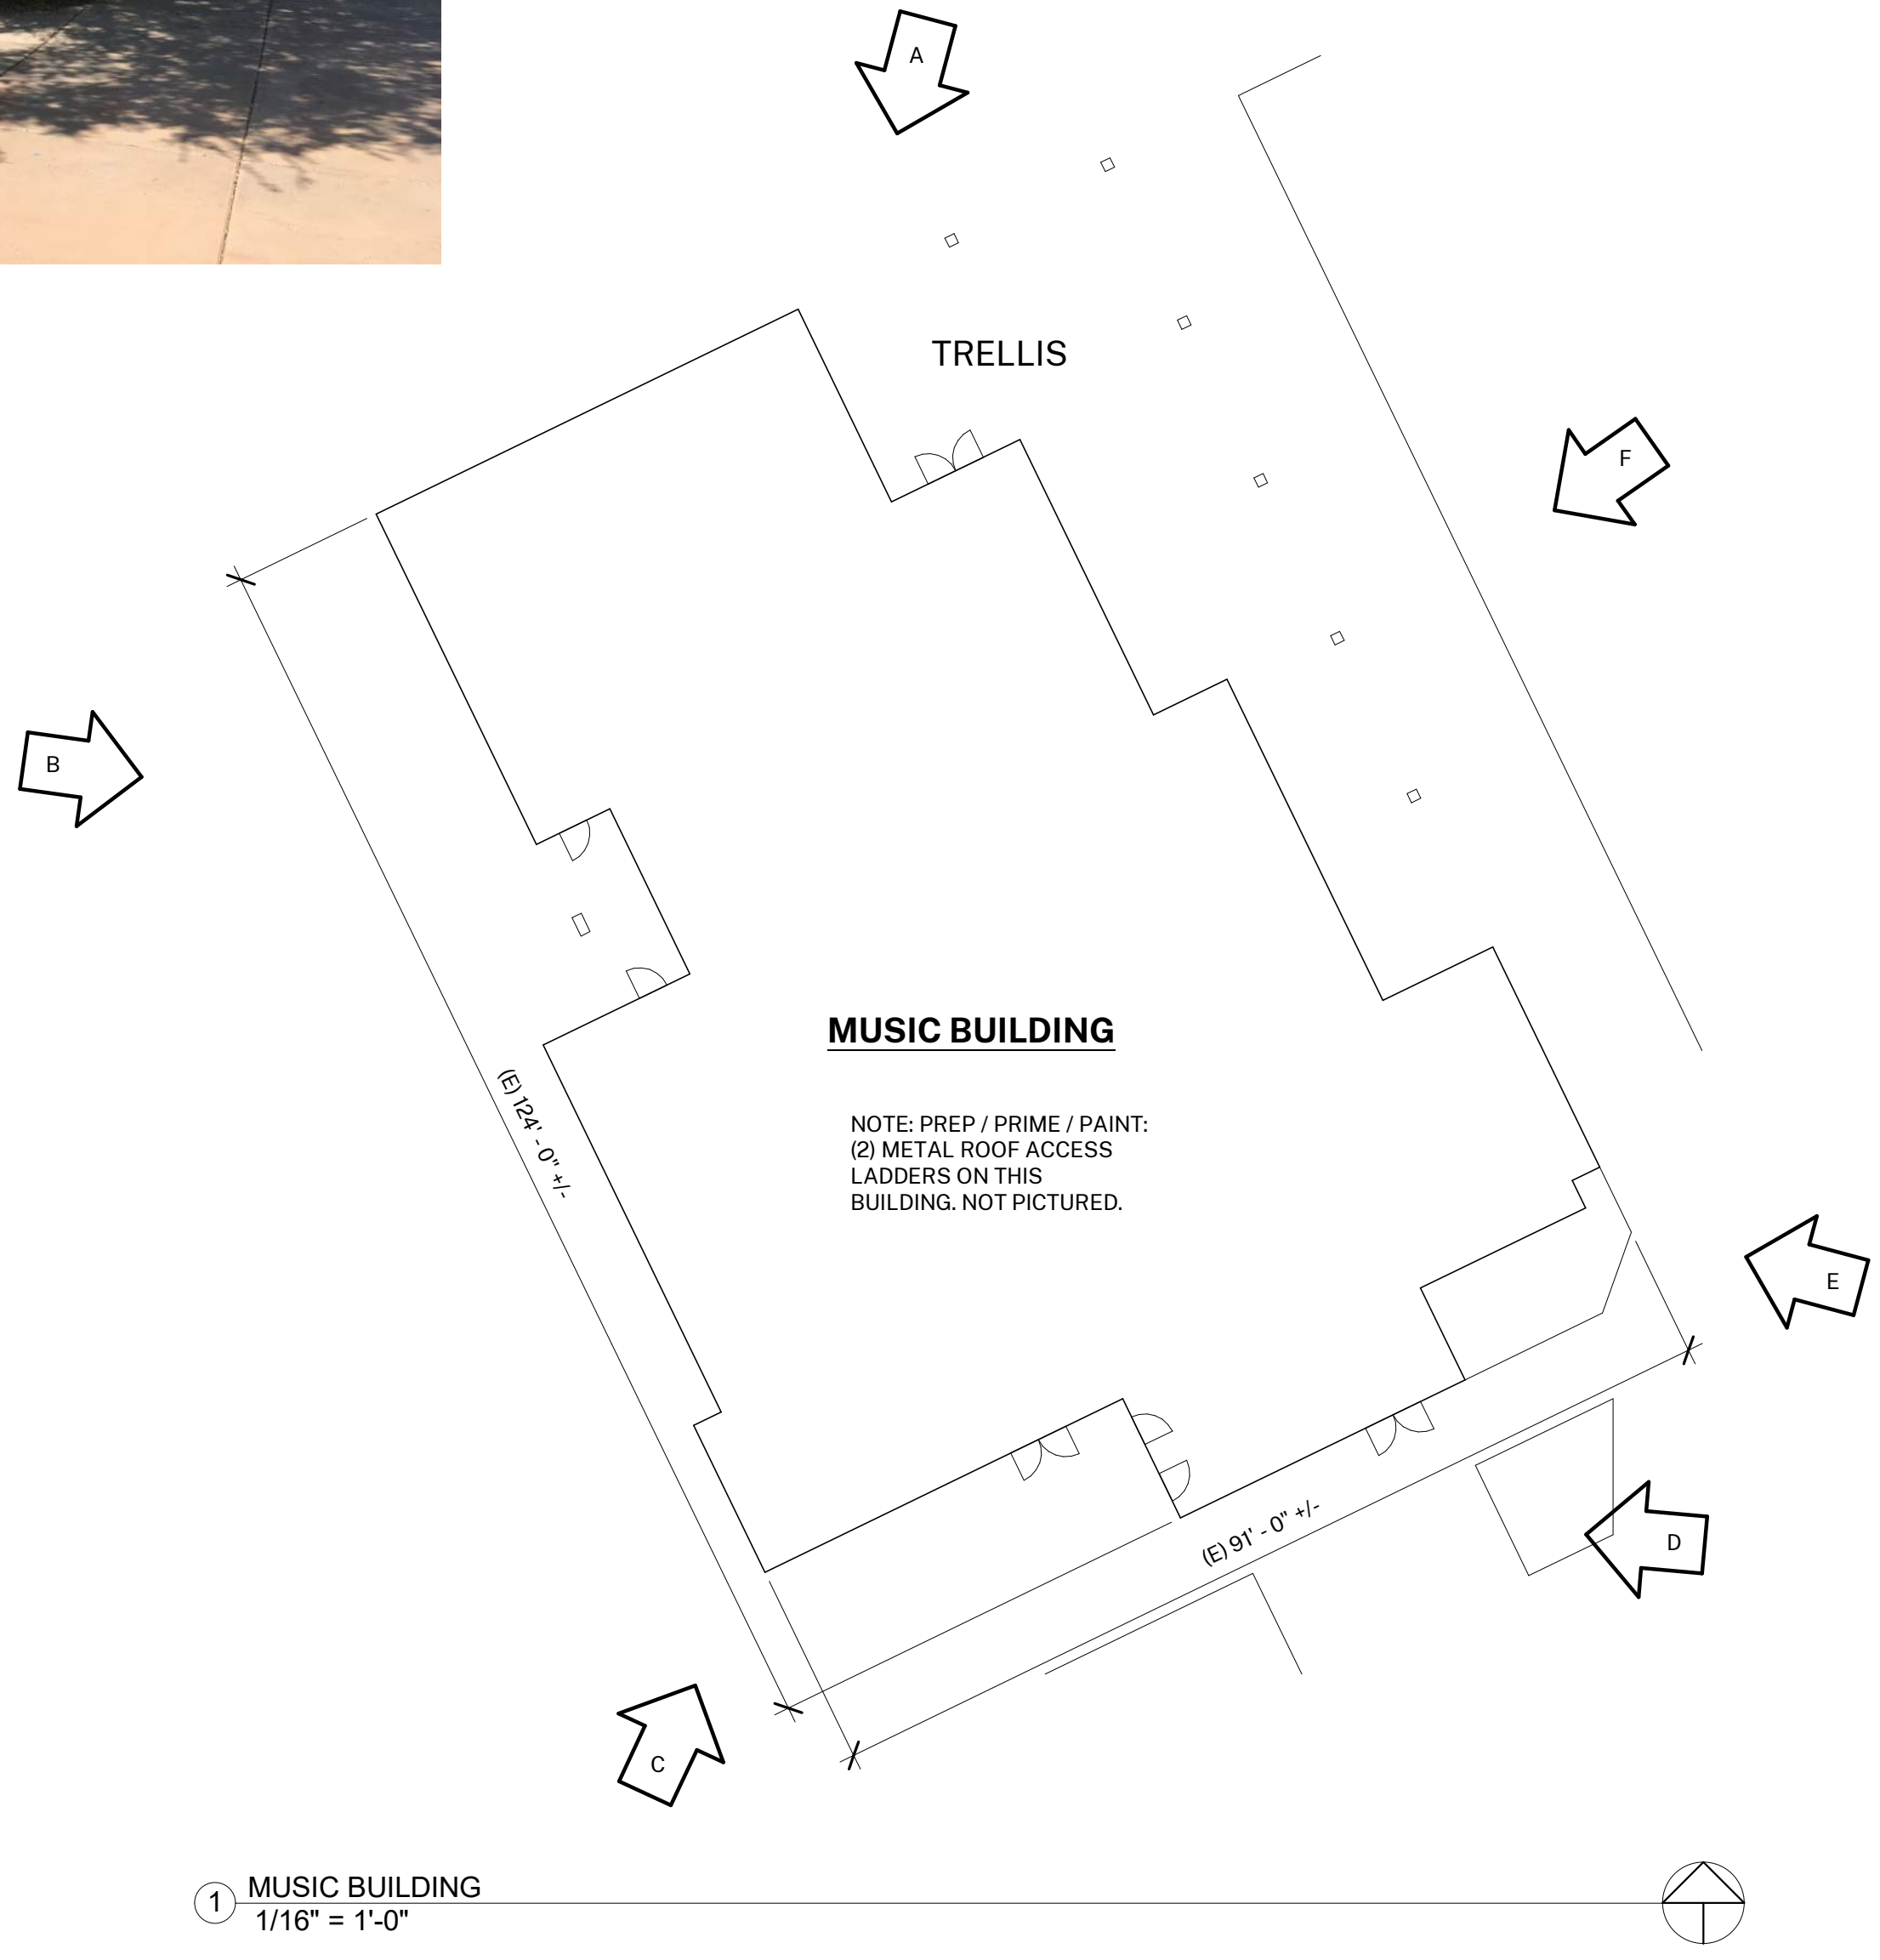 A
TRELLIS
F
B
MUSIC BUILDING
(E) 124' - 0" +/-
NOTE: PREP / PRIME / PAINT:
(2) METAL ROOF ACCESS
LADDERS ON THIS
BUILDING. NOT PICTURED.
E
(E) 91' - 0" +/-
D
C
1
MUSIC BUILDING
1/16" = 1'-0"